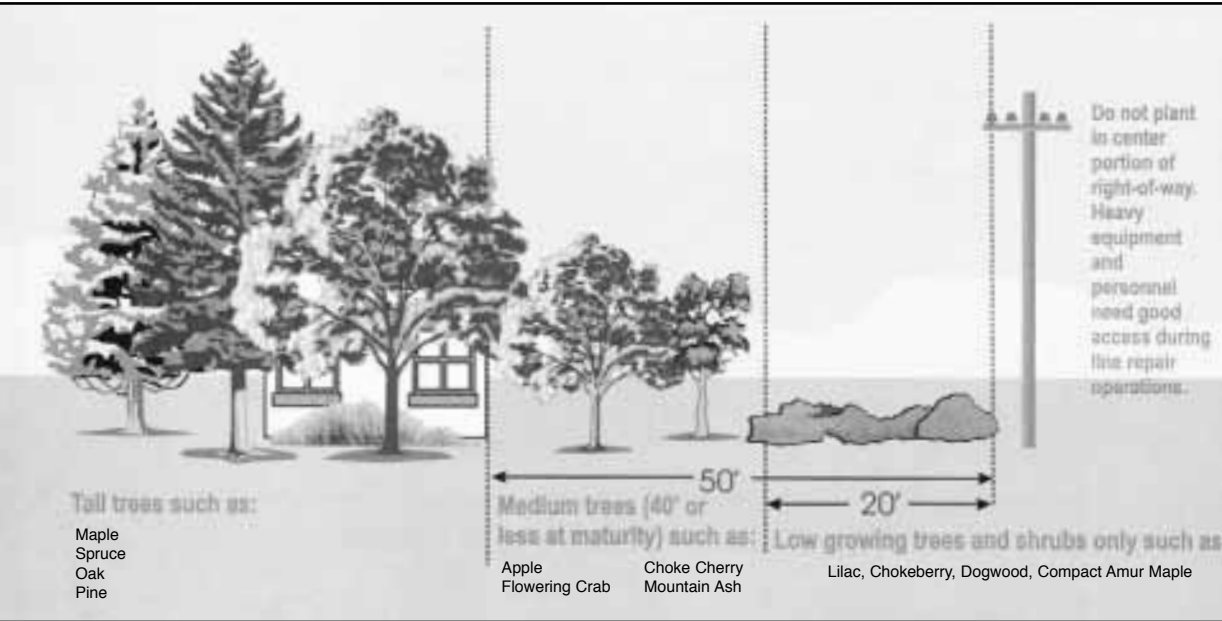 Do not plant
in center
portion of
right-of-way.
Heavy
equipment
and
personnel
need good
access during
line repair
operations.
50'
20'
Tall trees such as:
Maple
Spruce
Oak
Pine
Medium trees (40' or
less at maturity) such as:
Apple
Flowering Crab
Choke Cherry
Mountain Ash
Low growing trees and shrubs only such as
Lilac, Chokeberry, Dogwood, Compact Amur Maple